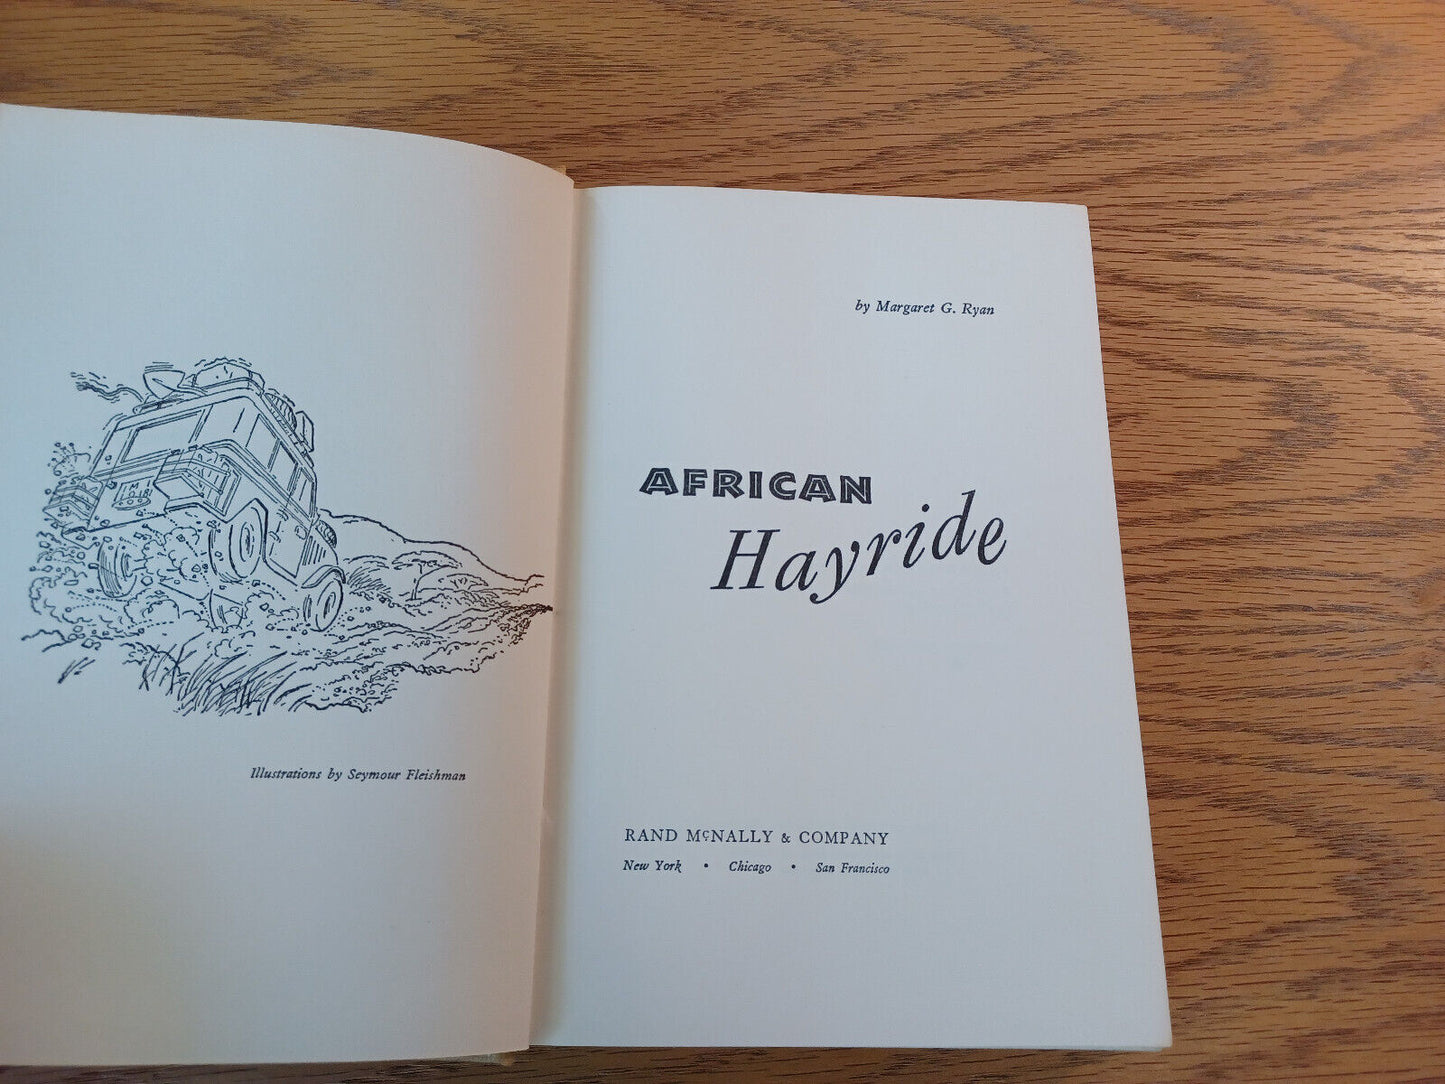 Illustrations by Seymour Fleishman
by Margaret G. Ryan
AFRICAN
Hayride
RAND McNALLY & COMPANY
New York • Chicago • San Francisco